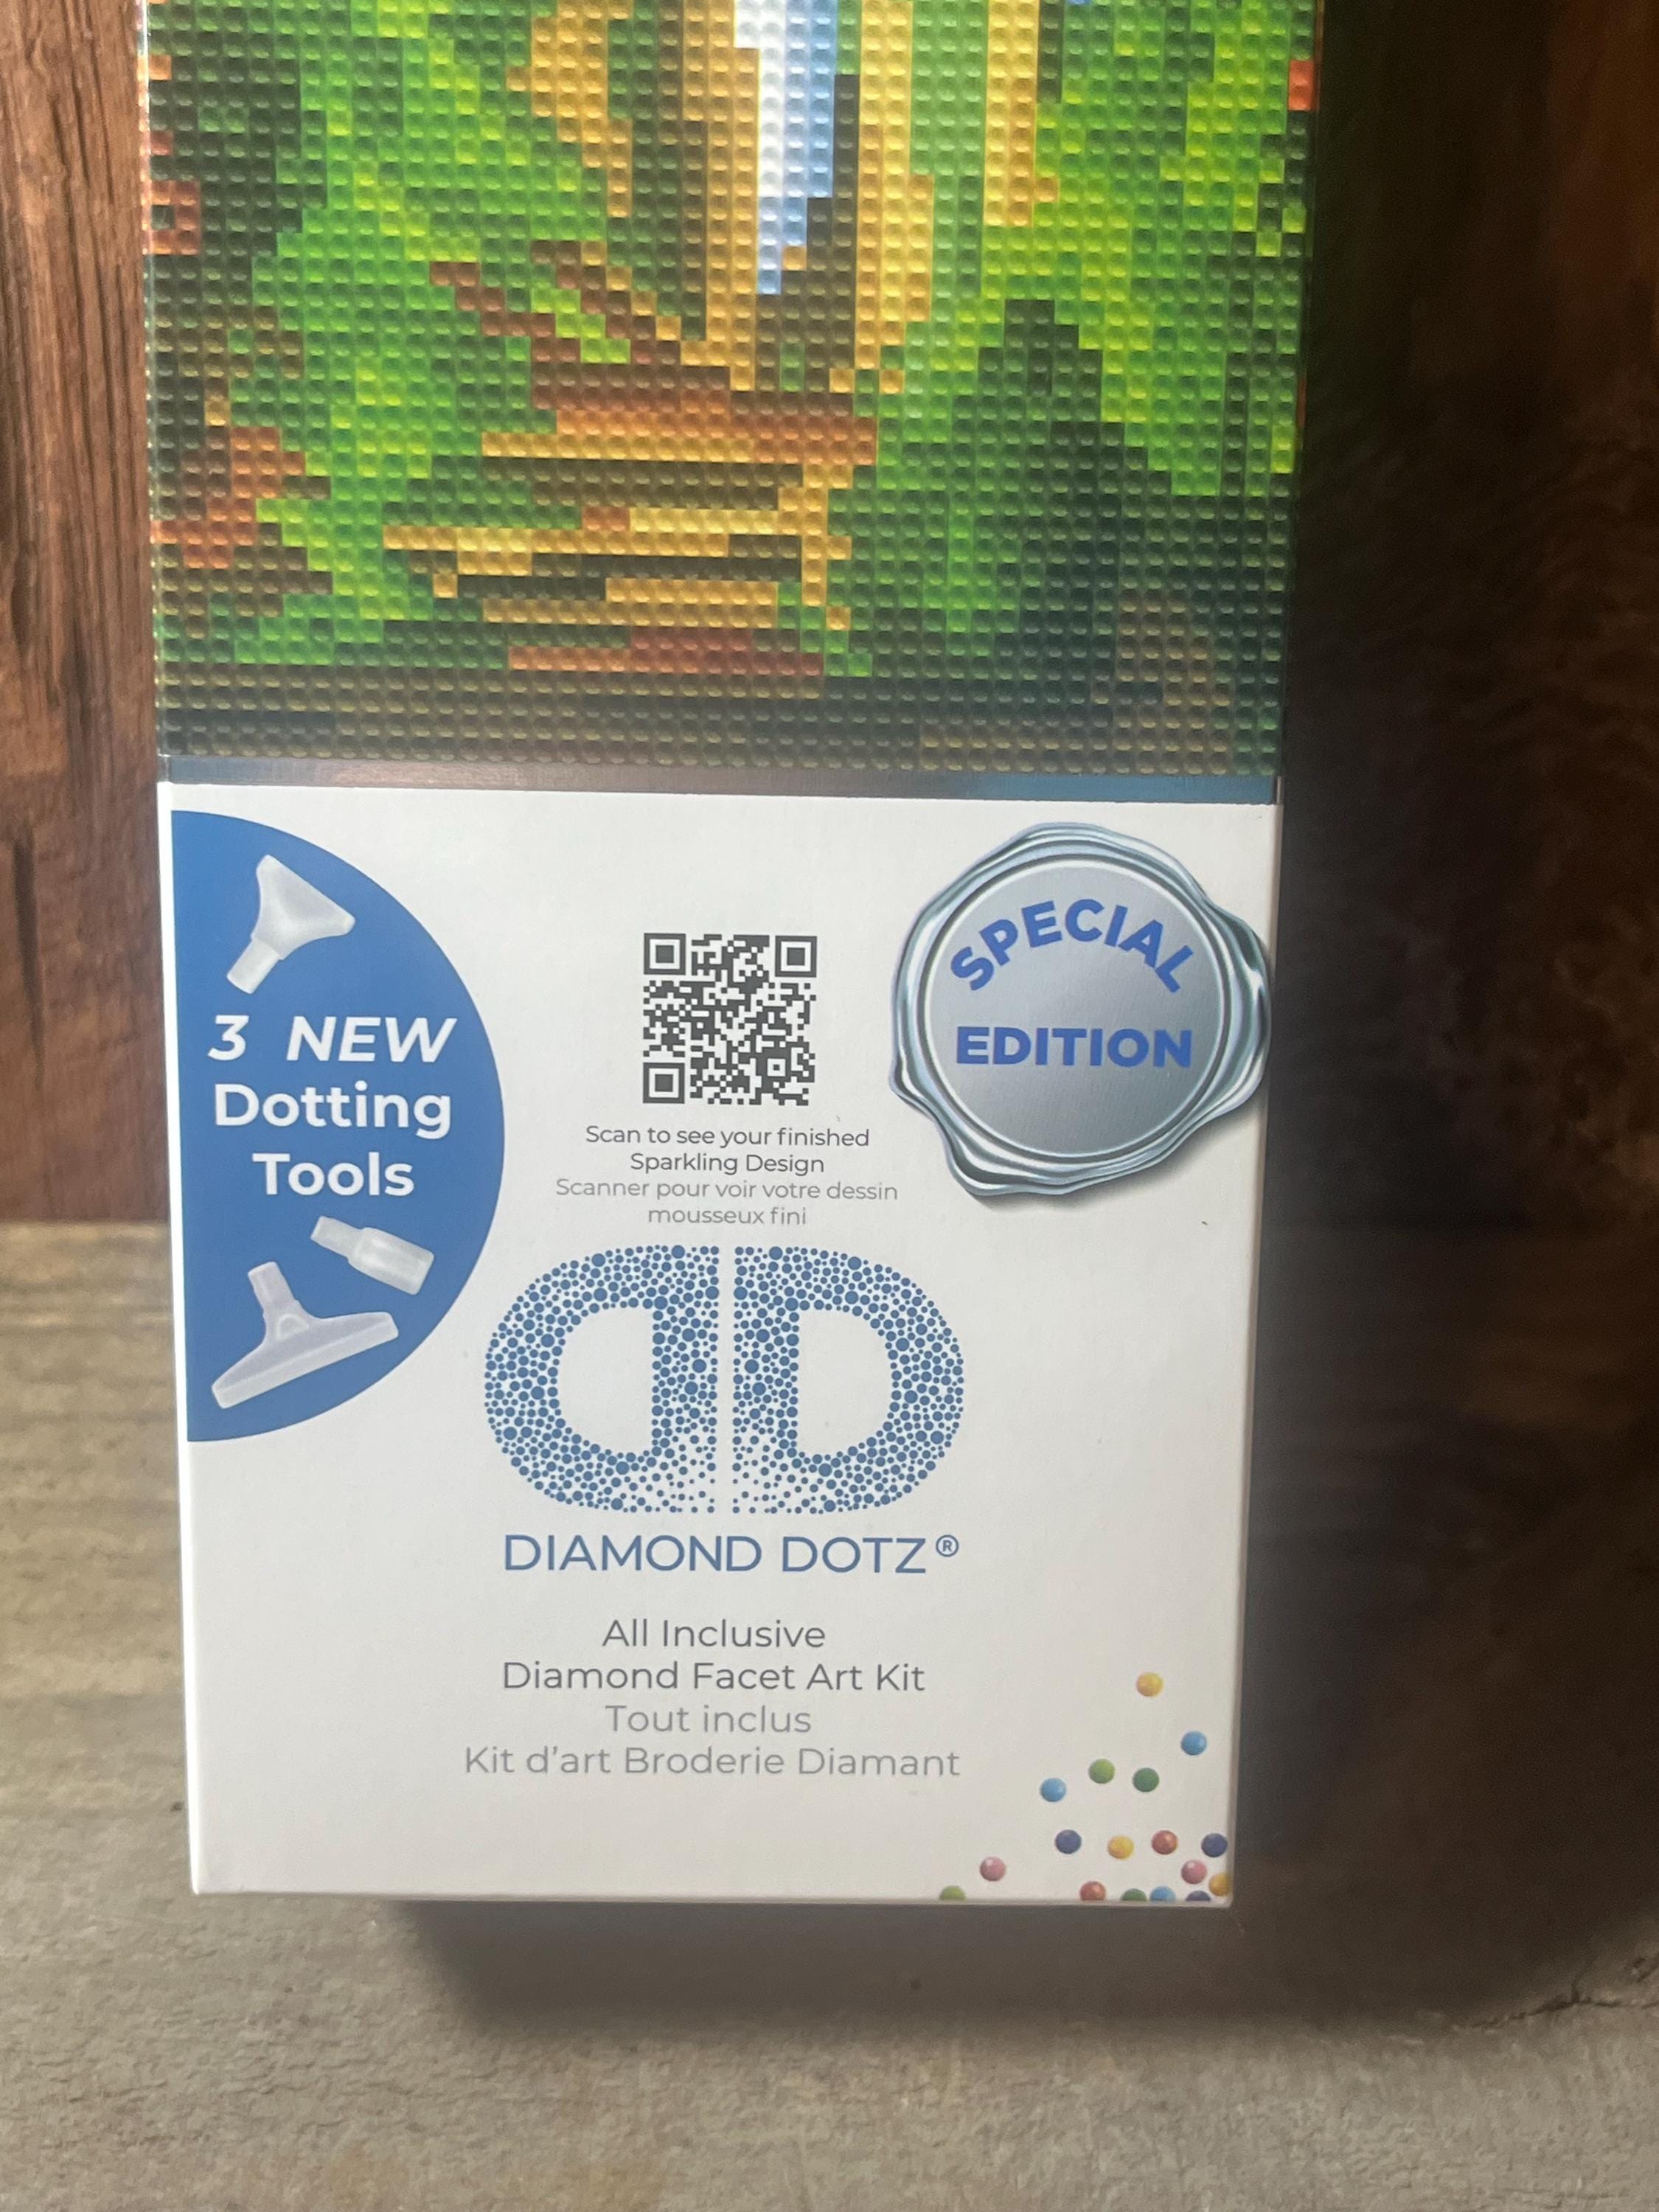 3 NEW
Dotting
Tools
Scan to see your finished
Sparkling Design
Scanner pour voir votre dessin
mousseux fini
SPECIAL
EDITION
DD
DIAMOND DOTZ®
All Inclusive
Diamond Facet Art Kit
Tout inclus
Kit d'art Broderie Diamant